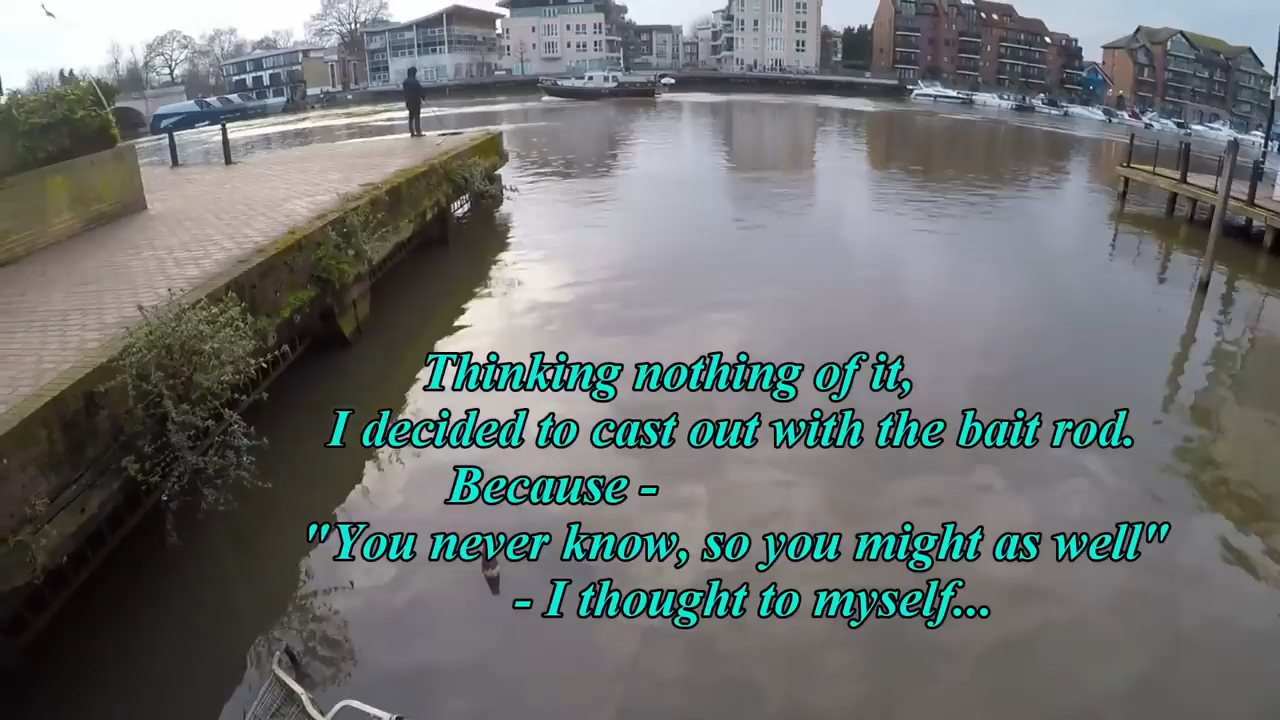 Thinking nothing of it,
I decided to cast out with the bait rod.
Because -
"You never know, so you might as well"
- I thought to myself...